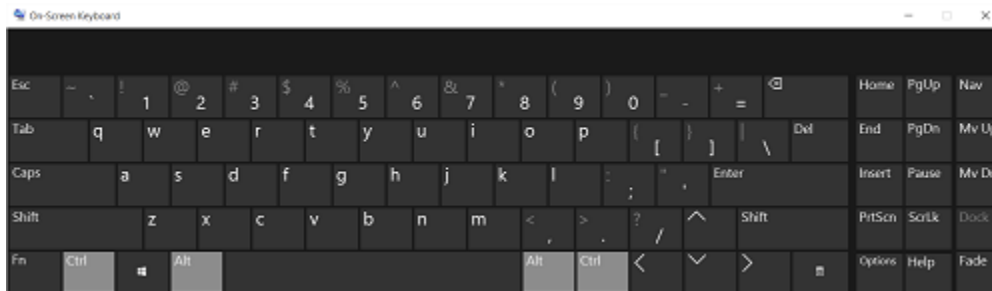 On-Screen Keyboard
Esc ~ ` ! 1 @ 2 # 3 $ 4 % 5 ^ 6 & 7 * 8 ( 9 ) 0 _ - + = Home PgUp Nav
Tab q w e r t y u i o p { [ } ] | \ Del End PgDn Mv Up
Caps a s d f g h j k l : ; " ' Enter Insert Pause Mv D
Shift z x c v b n m < , > . ? / Shift PrtScn ScrLk Dock
Fn Ctrl Alt Alt Ctrl Options Help Fade